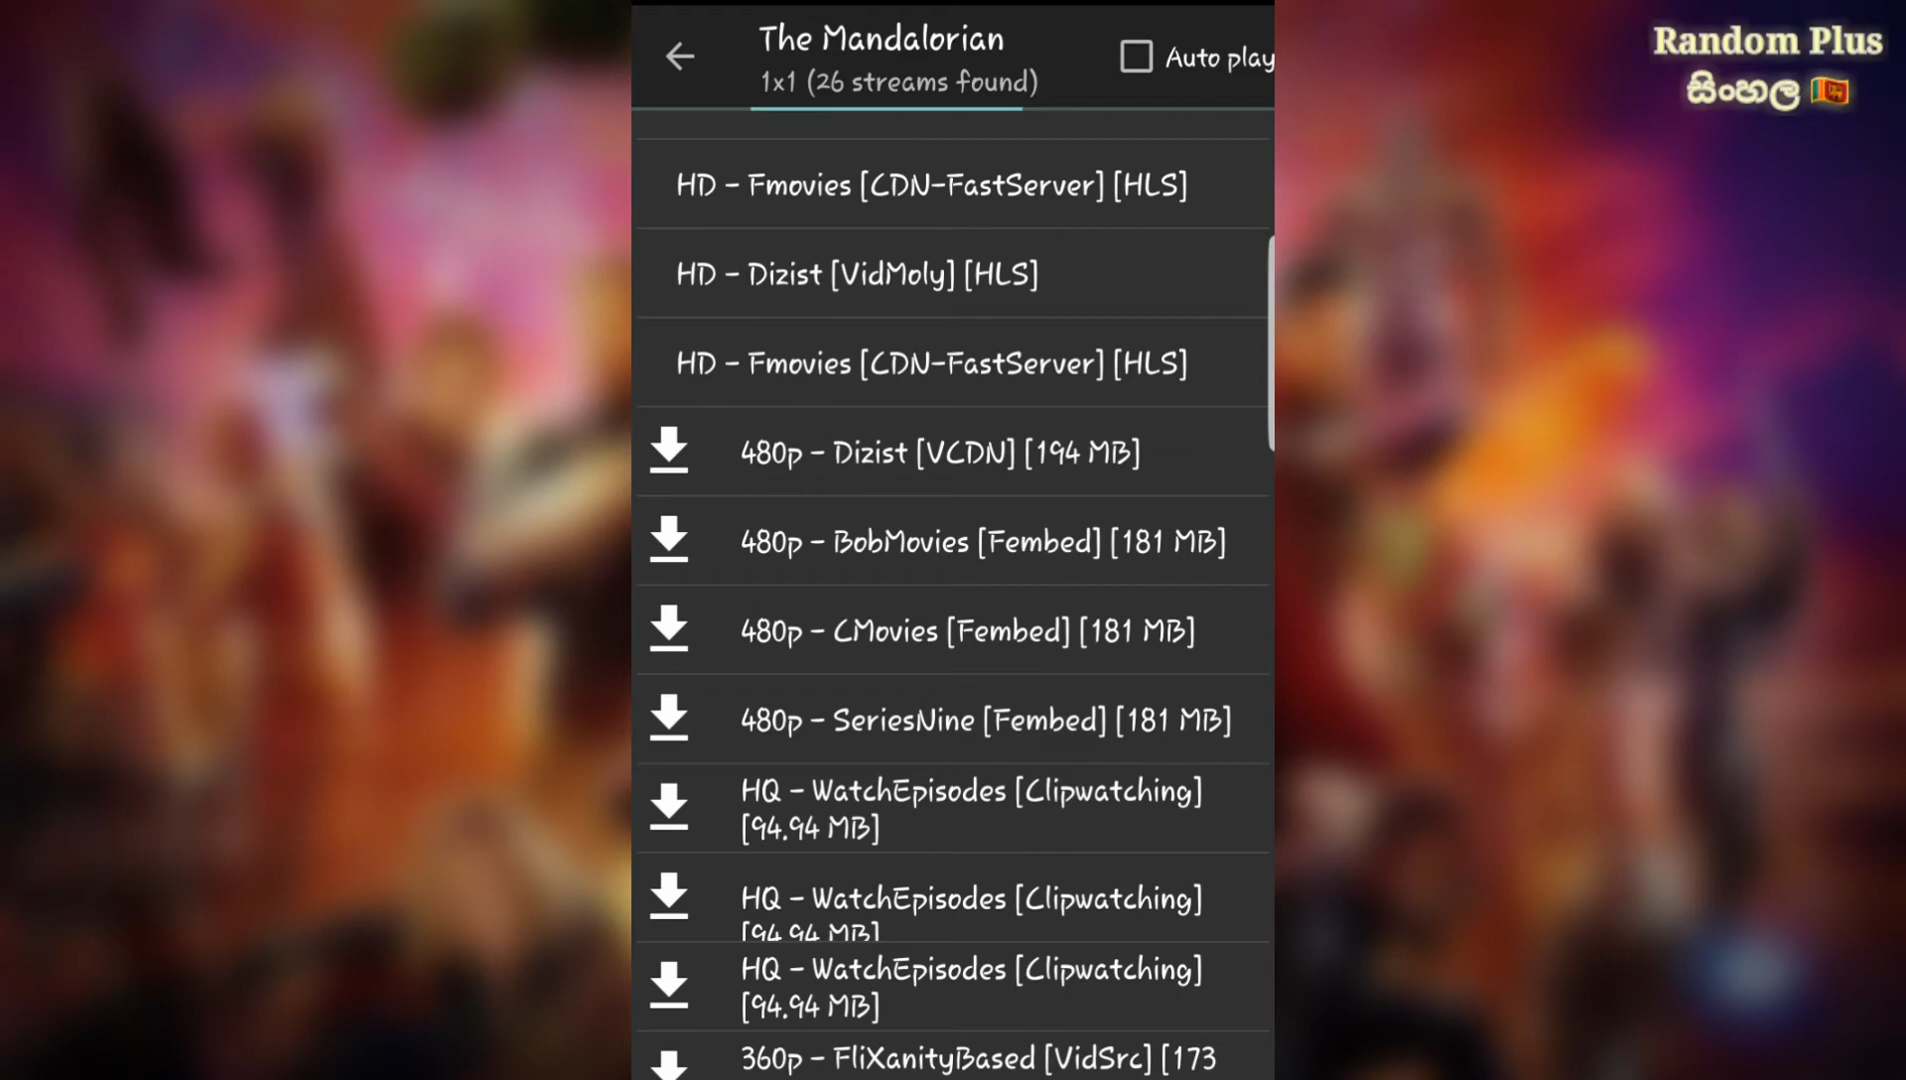 Random Plus
සිංහල
The Mandalorian
1x1 (26 streams found)
Auto play
HD - Fmovies [CDN-FastServer] [HLS]
HD - Dizist [VidMoly] [HLS]
HD - Fmovies [CDN-FastServer] [HLS]
480p - Dizist [VCDN] [194 MB]
480p - BobMovies [Fembed] [181 MB]
480p - CMovies [Fembed] [181 MB]
480p - SeriesNine [Fembed] [181 MB]
HQ - WatchEpisodes [Clipwatching]
[94.94 MB]
HQ - WatchEpisodes [Clipwatching]
[94.94 MB]
HQ - WatchEpisodes [Clipwatching]
[94.94 MB]
360p - FliXanityBased [VidSrc] [173